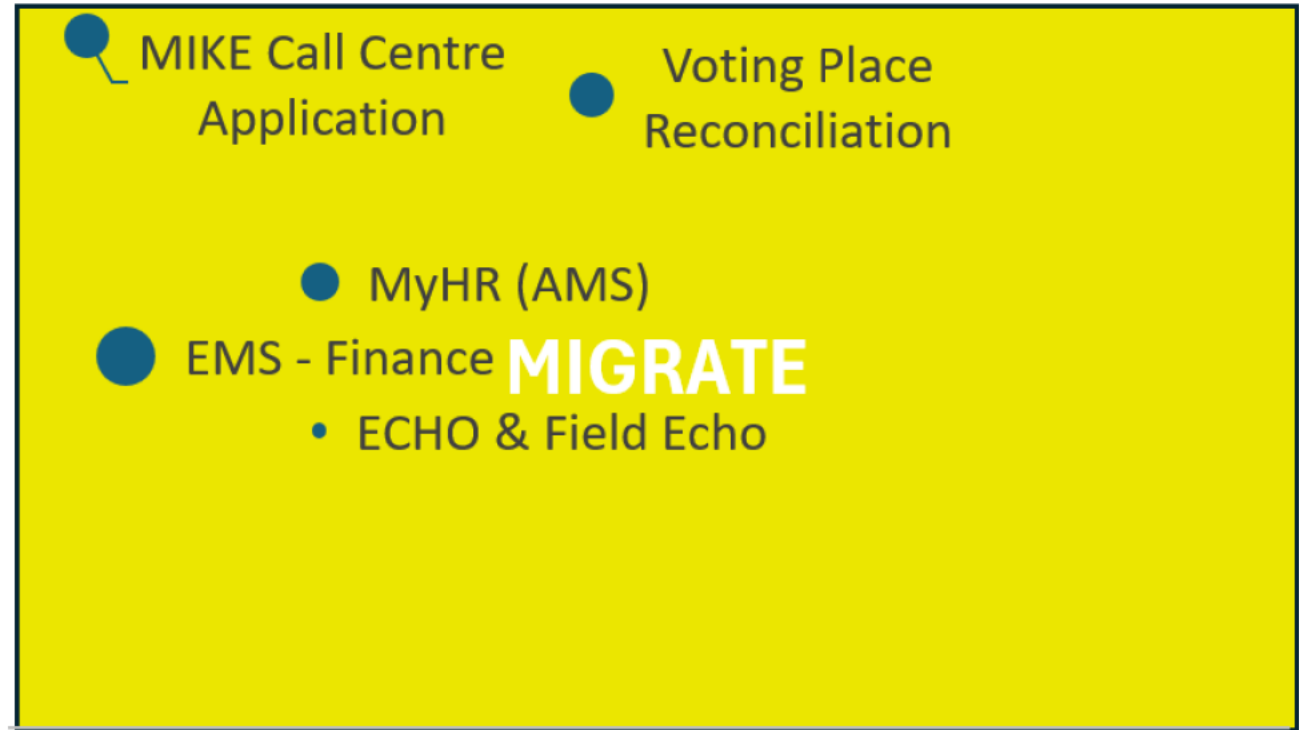 MIKE Call Centre
Application
Voting Place
Reconciliation
MyHR (AMS)
EMS - Finance
MIGRATE
ECHO & Field Echo